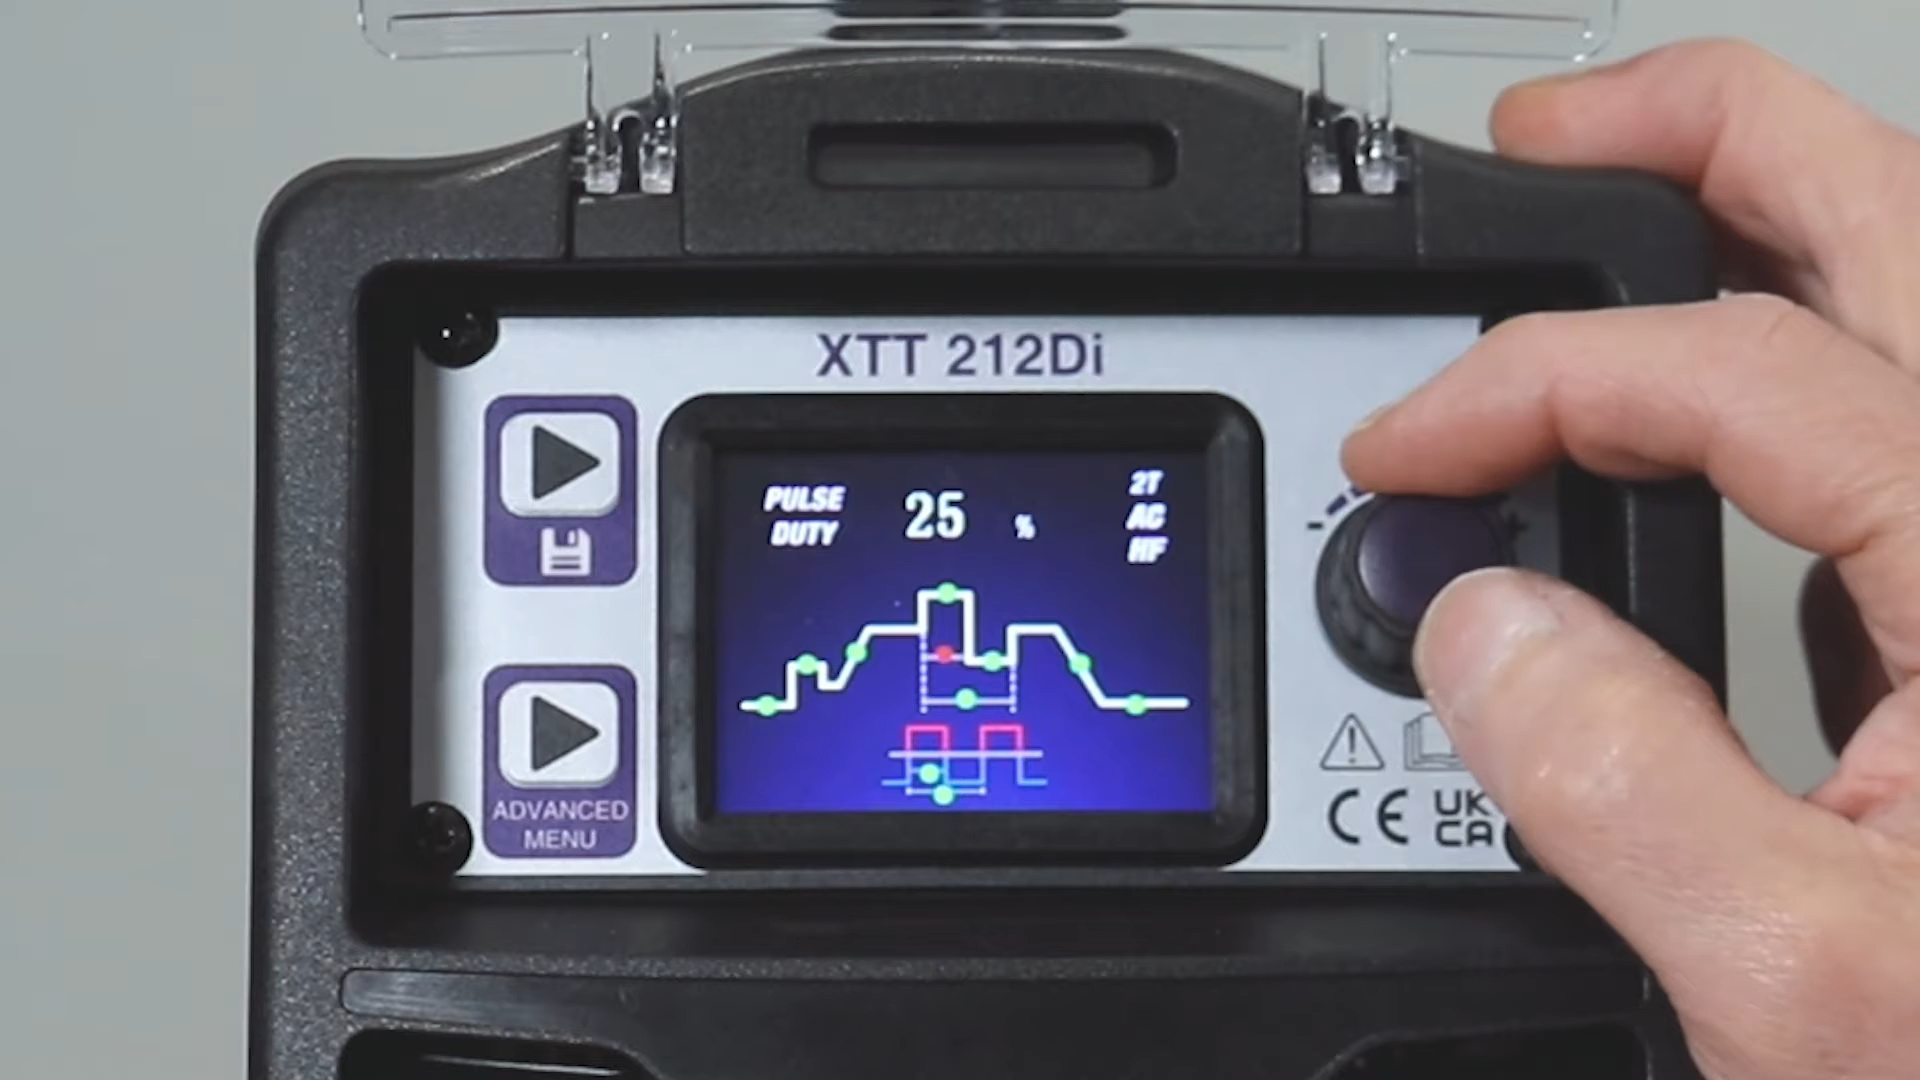 XTT 212Di
PULSE
DUTY
25 %
2T
AC
HF
- +
ADVANCED
MENU
CE
UK
CA